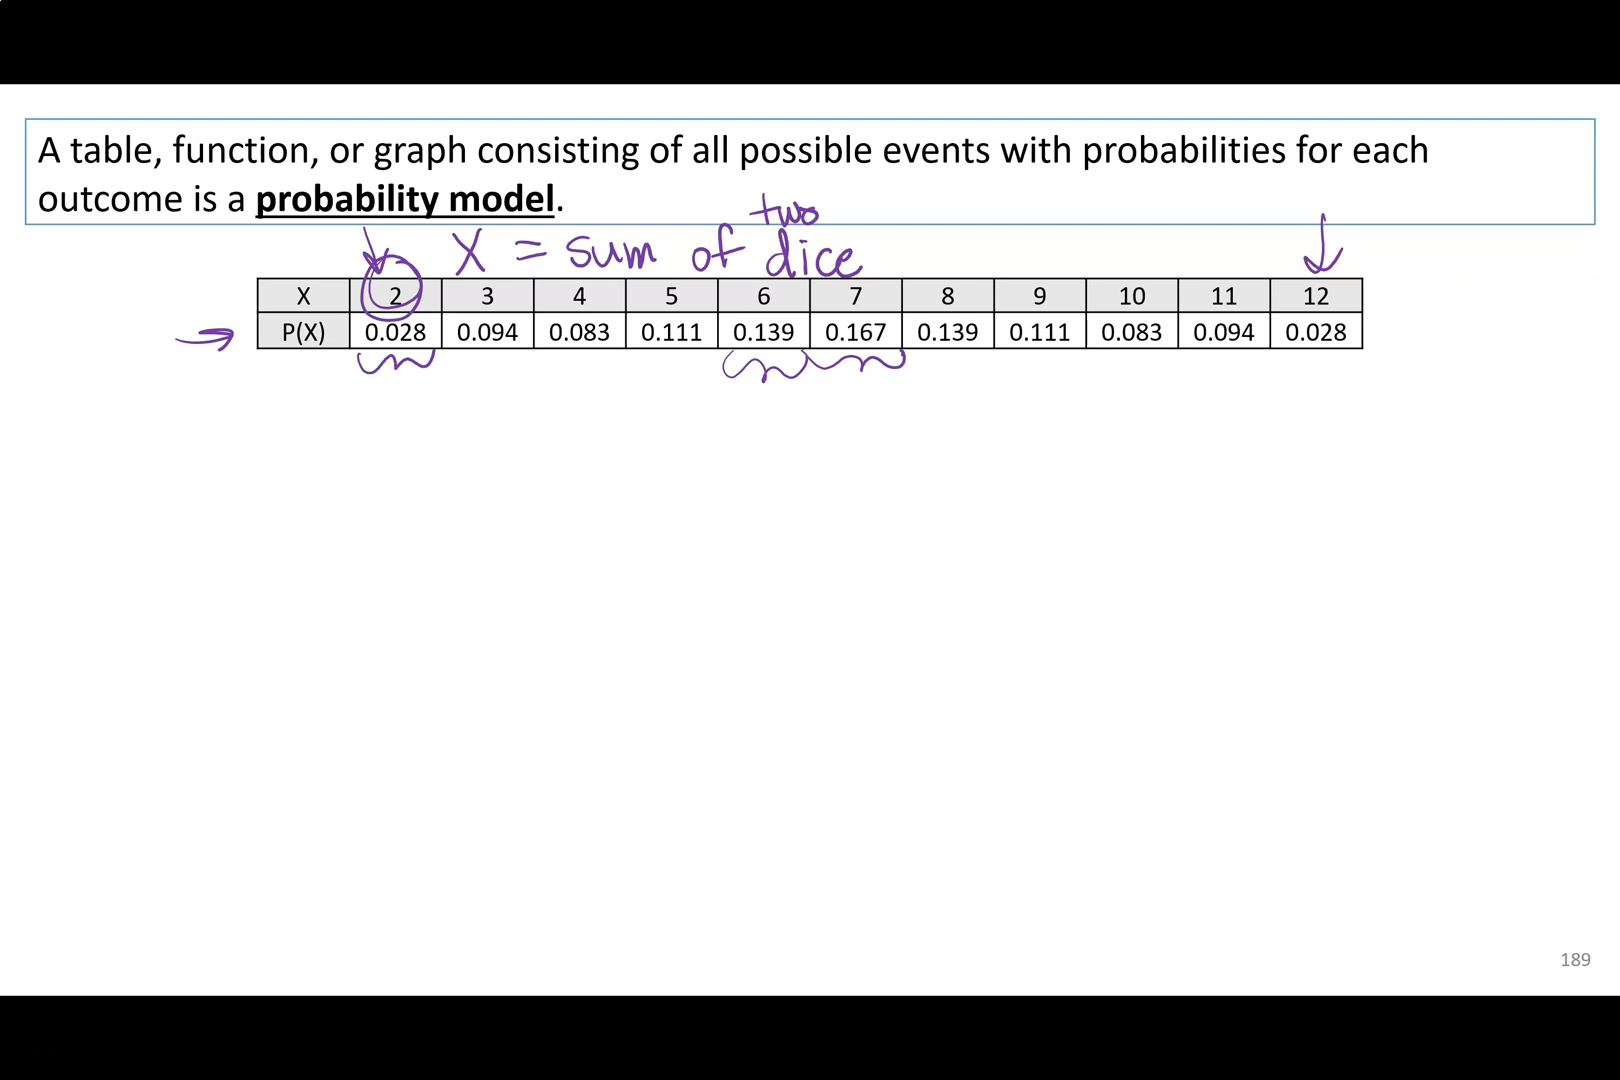 A table, function, or graph consisting of all possible events with probabilities for each
outcome is a probability model.
two
X = sum of dice
X 2 3 4 5 6 7 8 9 10 11 12
P(X) 0.028 0.094 0.083 0.111 0.139 0.167 0.139 0.111 0.083 0.094 0.028
189